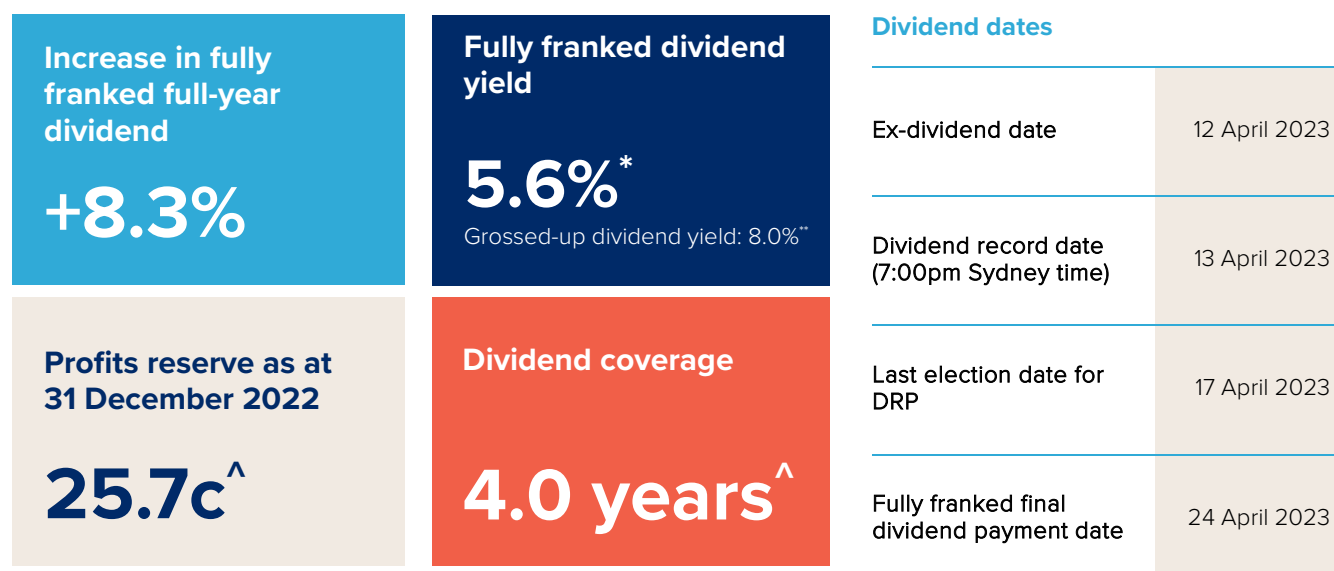 Increase in fully
franked full-year
dividend
+8.3%
Fully franked dividend
yield
5.6%*
Grossed-up dividend yield: 8.0%**
Profits reserve as at
31 December 2022
25.7c^
Dividend coverage
4.0 years^
Dividend dates
Ex-dividend date 12 April 2023
Dividend record date
(7:00pm Sydney time) 13 April 2023
Last election date for
DRP 17 April 2023
Fully franked final
dividend payment date 24 April 2023